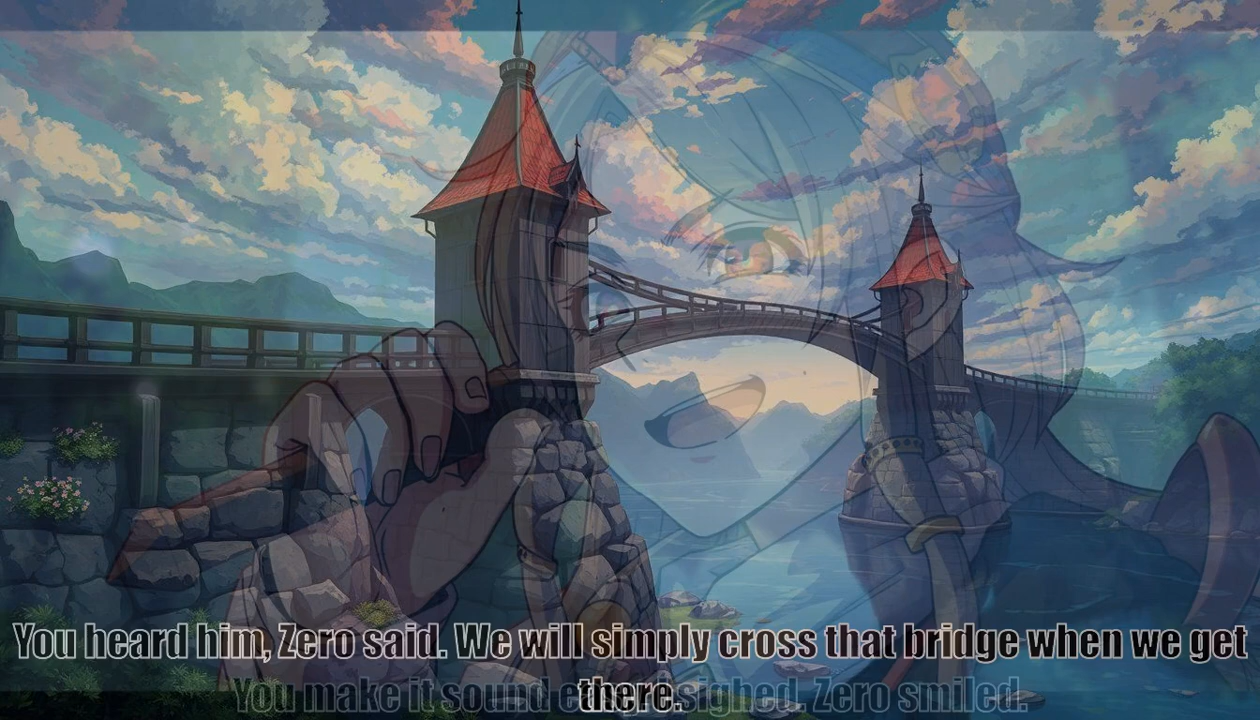 You heard him, Zero said. We will simply cross that bridge when we get
there.
You make it sound sighed. Zero smiled.